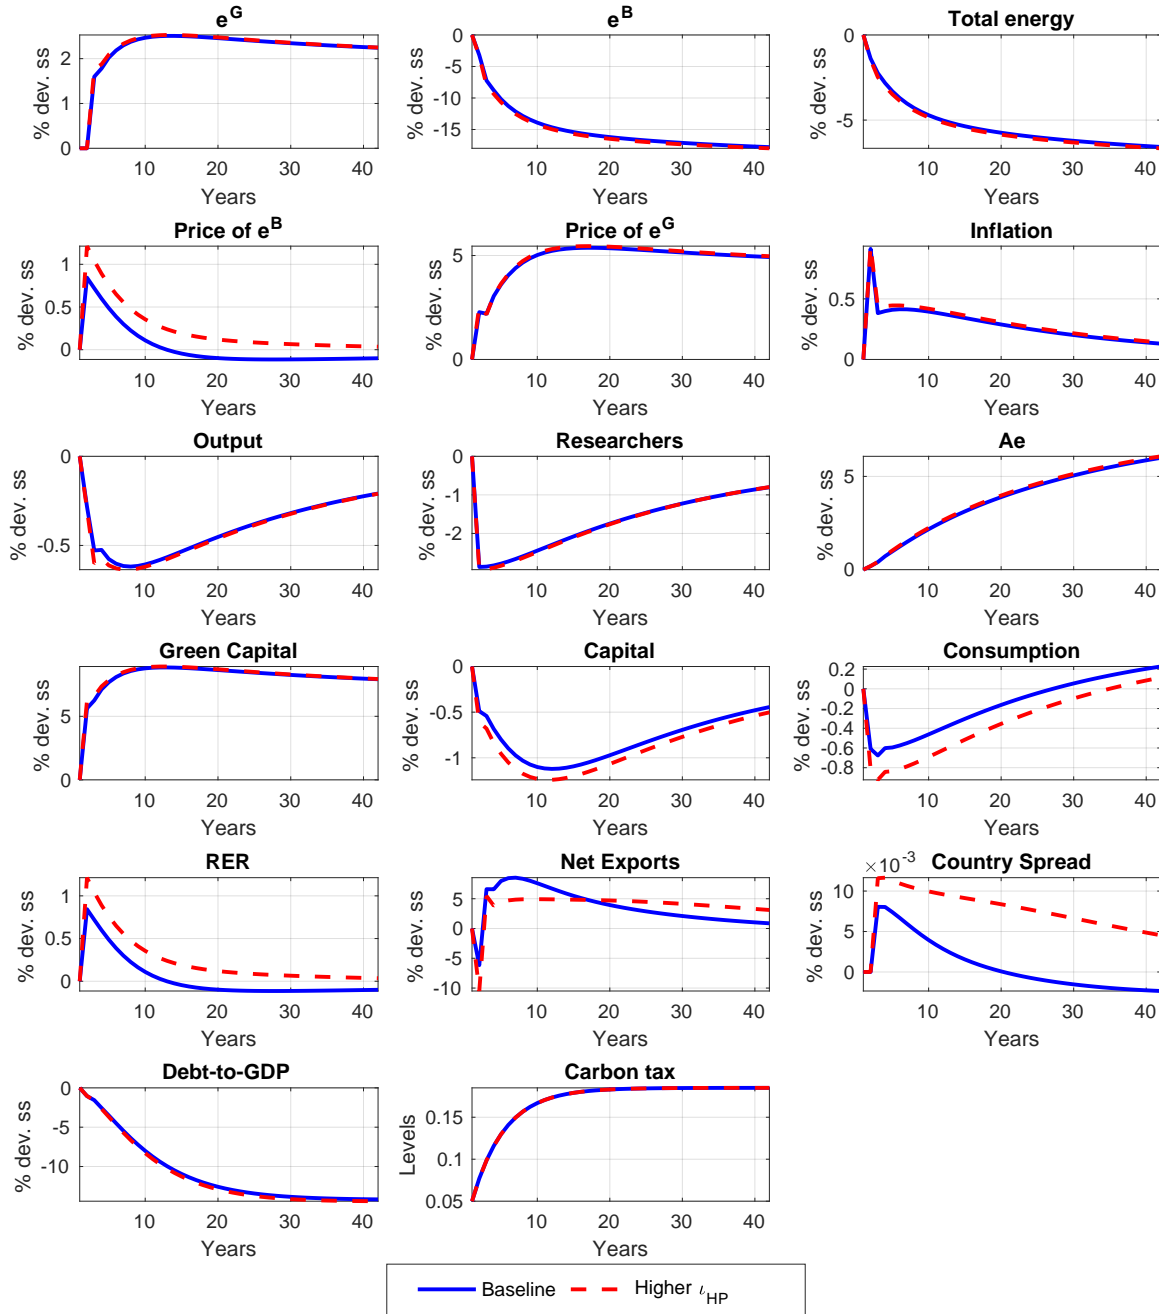 e^G
% dev. ss
0
1
2
10 20 30 40
Years
e^B
% dev. ss
0
-5
-10
-15
10 20 30 40
Years
Total energy
% dev. ss
0
-5
10 20 30 40
Years
Price of e^B
% dev. ss
1
0.5
0
10 20 30 40
Years
Price of e^G
% dev. ss
5
0
10 20 30 40
Years
Inflation
% dev. ss
0.5
0
10 20 30 40
Years
Output
% dev. ss
0
-0.5
10 20 30 40
Years
Researchers
% dev. ss
0
-1
-2
10 20 30 40
Years
Ae
% dev. ss
5
0
10 20 30 40
Years
Green Capital
% dev. ss
5
0
10 20 30 40
Years
Capital
% dev. ss
0
-0.5
-1
10 20 30 40
Years
Consumption
% dev. ss
0.2
0
-0.2
-0.4
-0.6
-0.8
10 20 30 40
Years
RER
% dev. ss
1
0.5
0
10 20 30 40
Years
Net Exports
% dev. ss
5
0
-5
-10
10 20 30 40
Years
×10^-3 Country Spread
% dev. ss
10
5
0
10 20 30 40
Years
Debt-to-GDP
% dev. ss
0
-5
-10
10 20 30 40
Years
Carbon tax
Levels
0.15
0.1
0.05
10 20 30 40
Years
Baseline Higher ι_HP